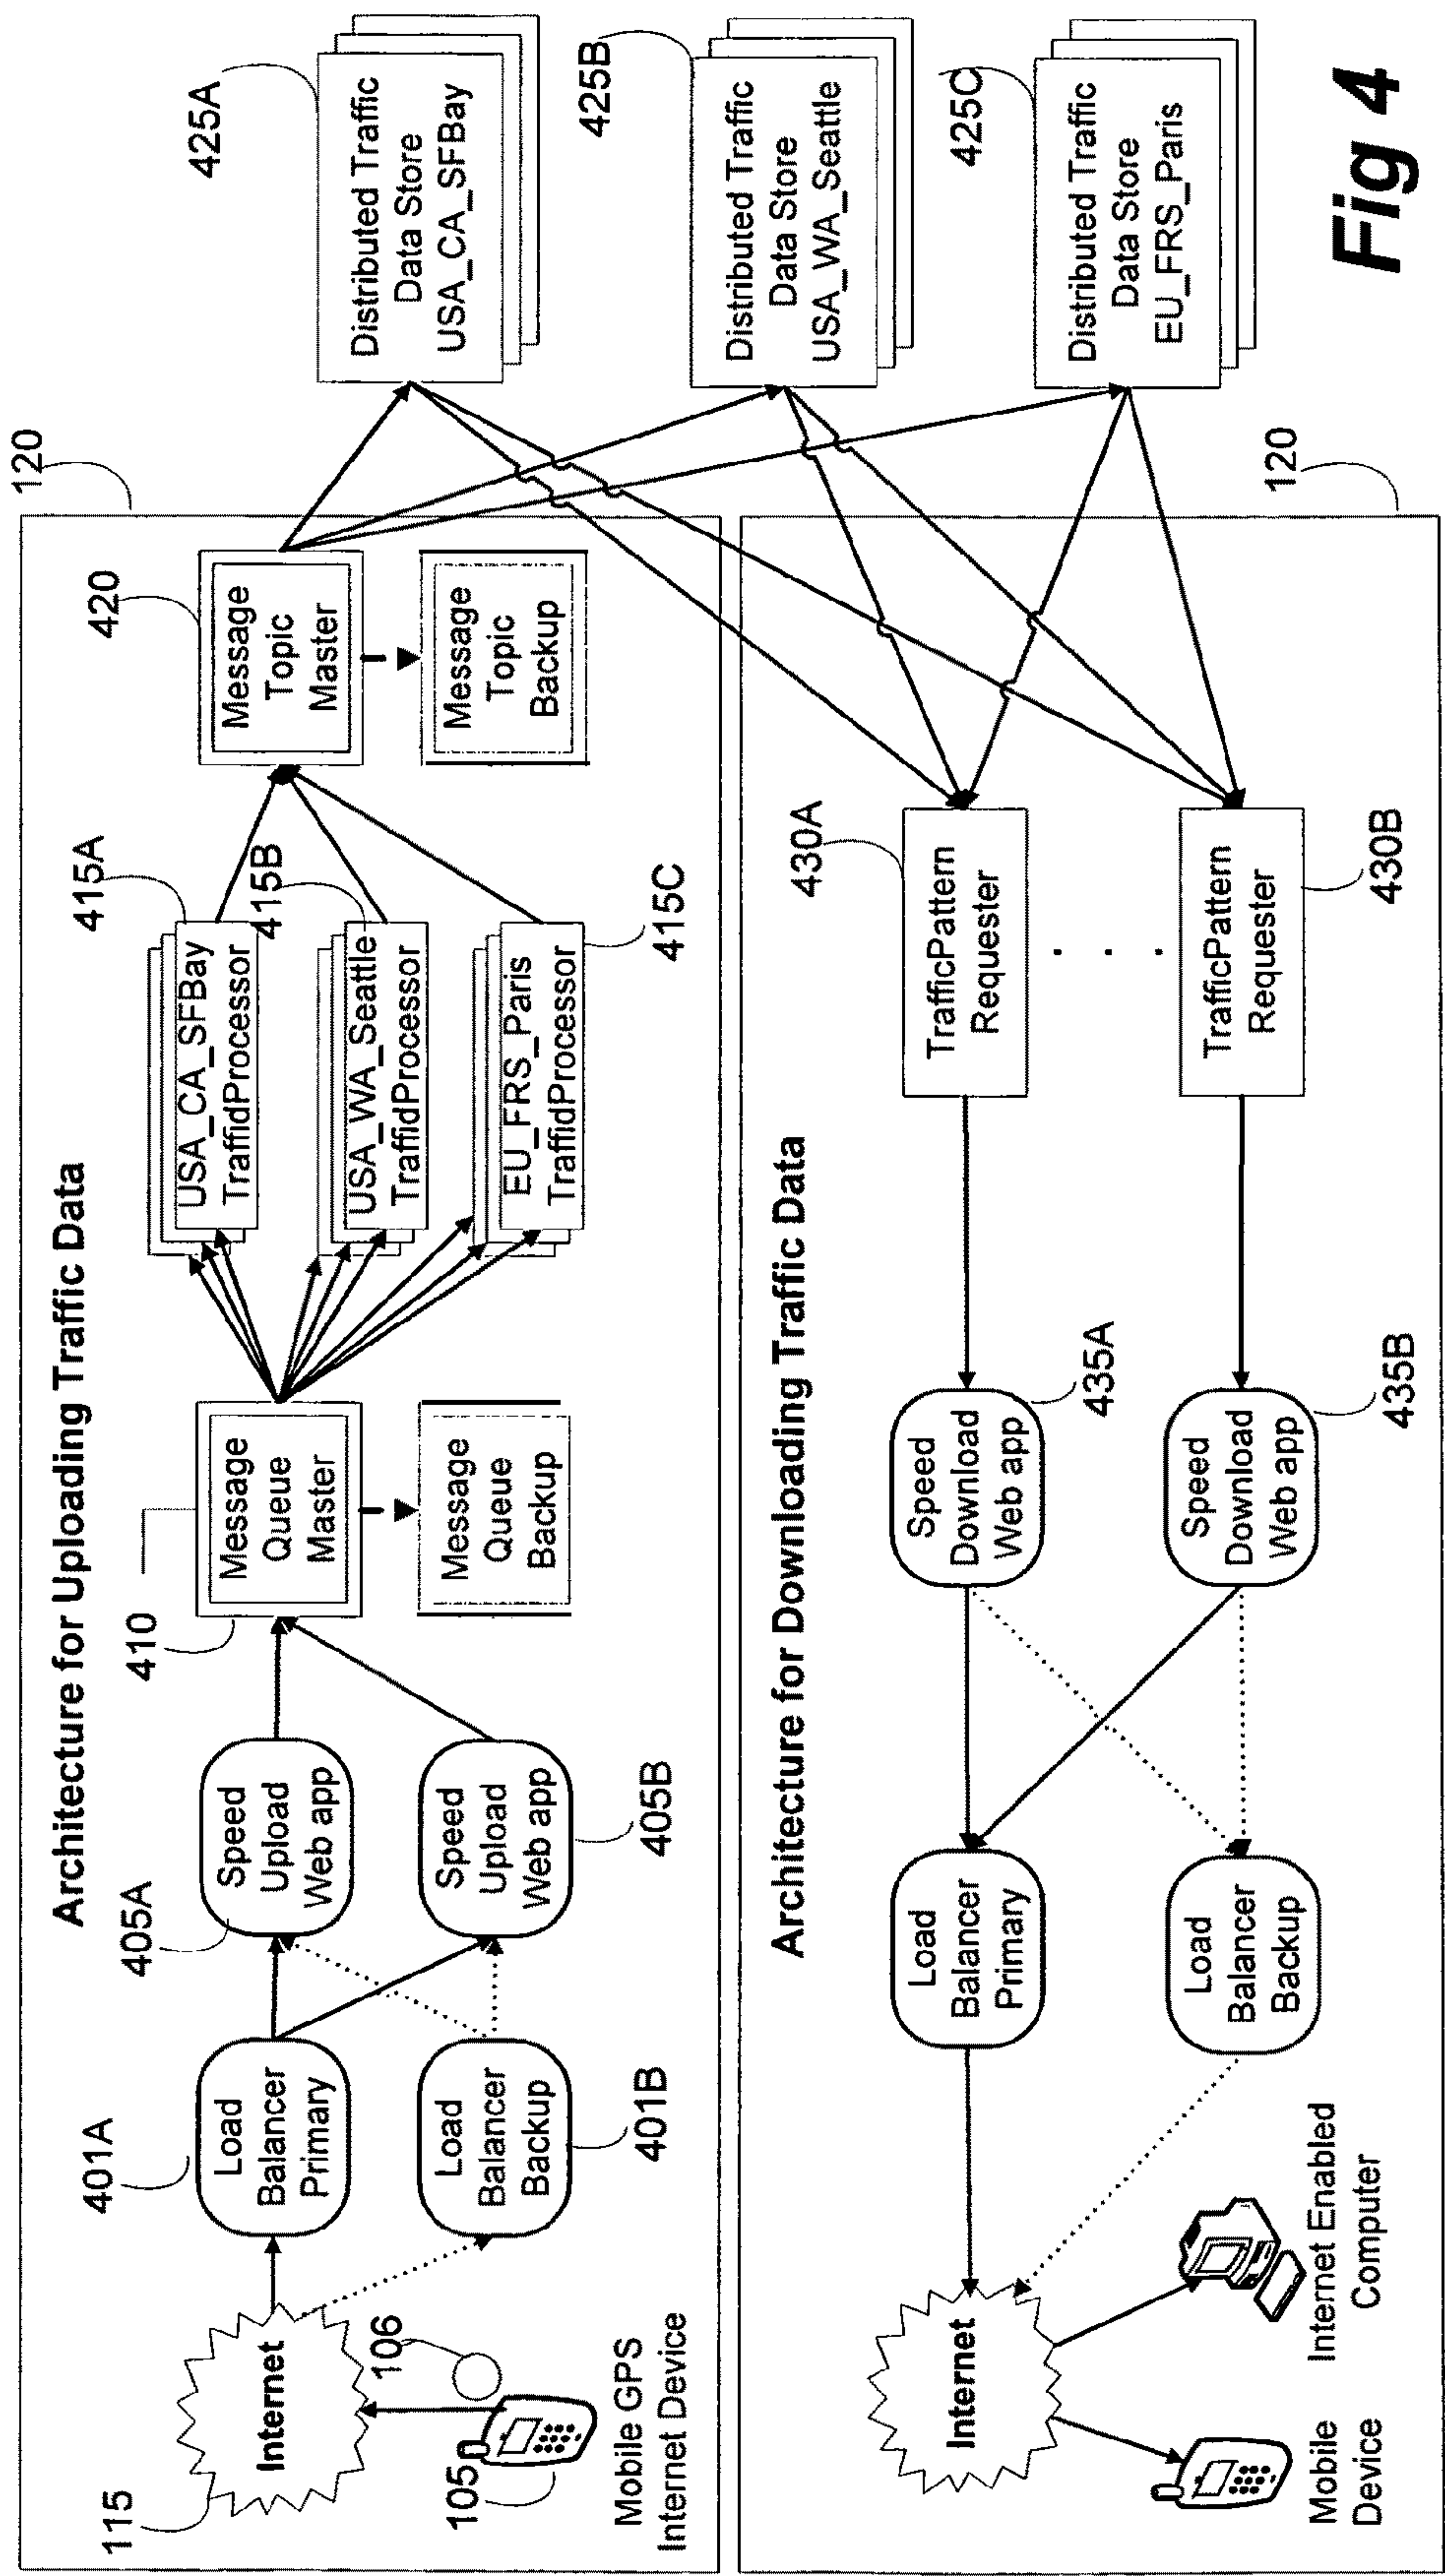 Architecture for Uploading Traffic Data
120
115
Internet
105
106
Mobile GPS
Internet Device
401A
Load
Balancer
Primary
Load
Balancer
Backup
401B
405A
Speed
Upload
Web app
Speed
Upload
Web app
405B
410
Message
Queue
Master
Message
Queue
Backup
415A
USA_CA_SFBay
TraffidProcessor
415B
USA_WA_Seattle
TraffidProcessor
EU_FRS_Paris
TraffidProcessor
415C
420
Message
Topic
Master
Message
Topic
Backup
425A
Distributed Traffic
Data Store
USA_CA_SFBay
425B
Distributed Traffic
Data Store
USA_WA_Seattle
425C
Distributed Traffic
Data Store
EU_FRS_Paris
Architecture for Downloading Traffic Data
120
Internet
Mobile
Device
Internet Enabled
Computer
Load
Balancer
Primary
Load
Balancer
Backup
Speed
Download
Web app
435A
Speed
Download
Web app
435B
430A
TrafficPattern
Requester
. . .
TrafficPattern
Requester
430B
Fig 4